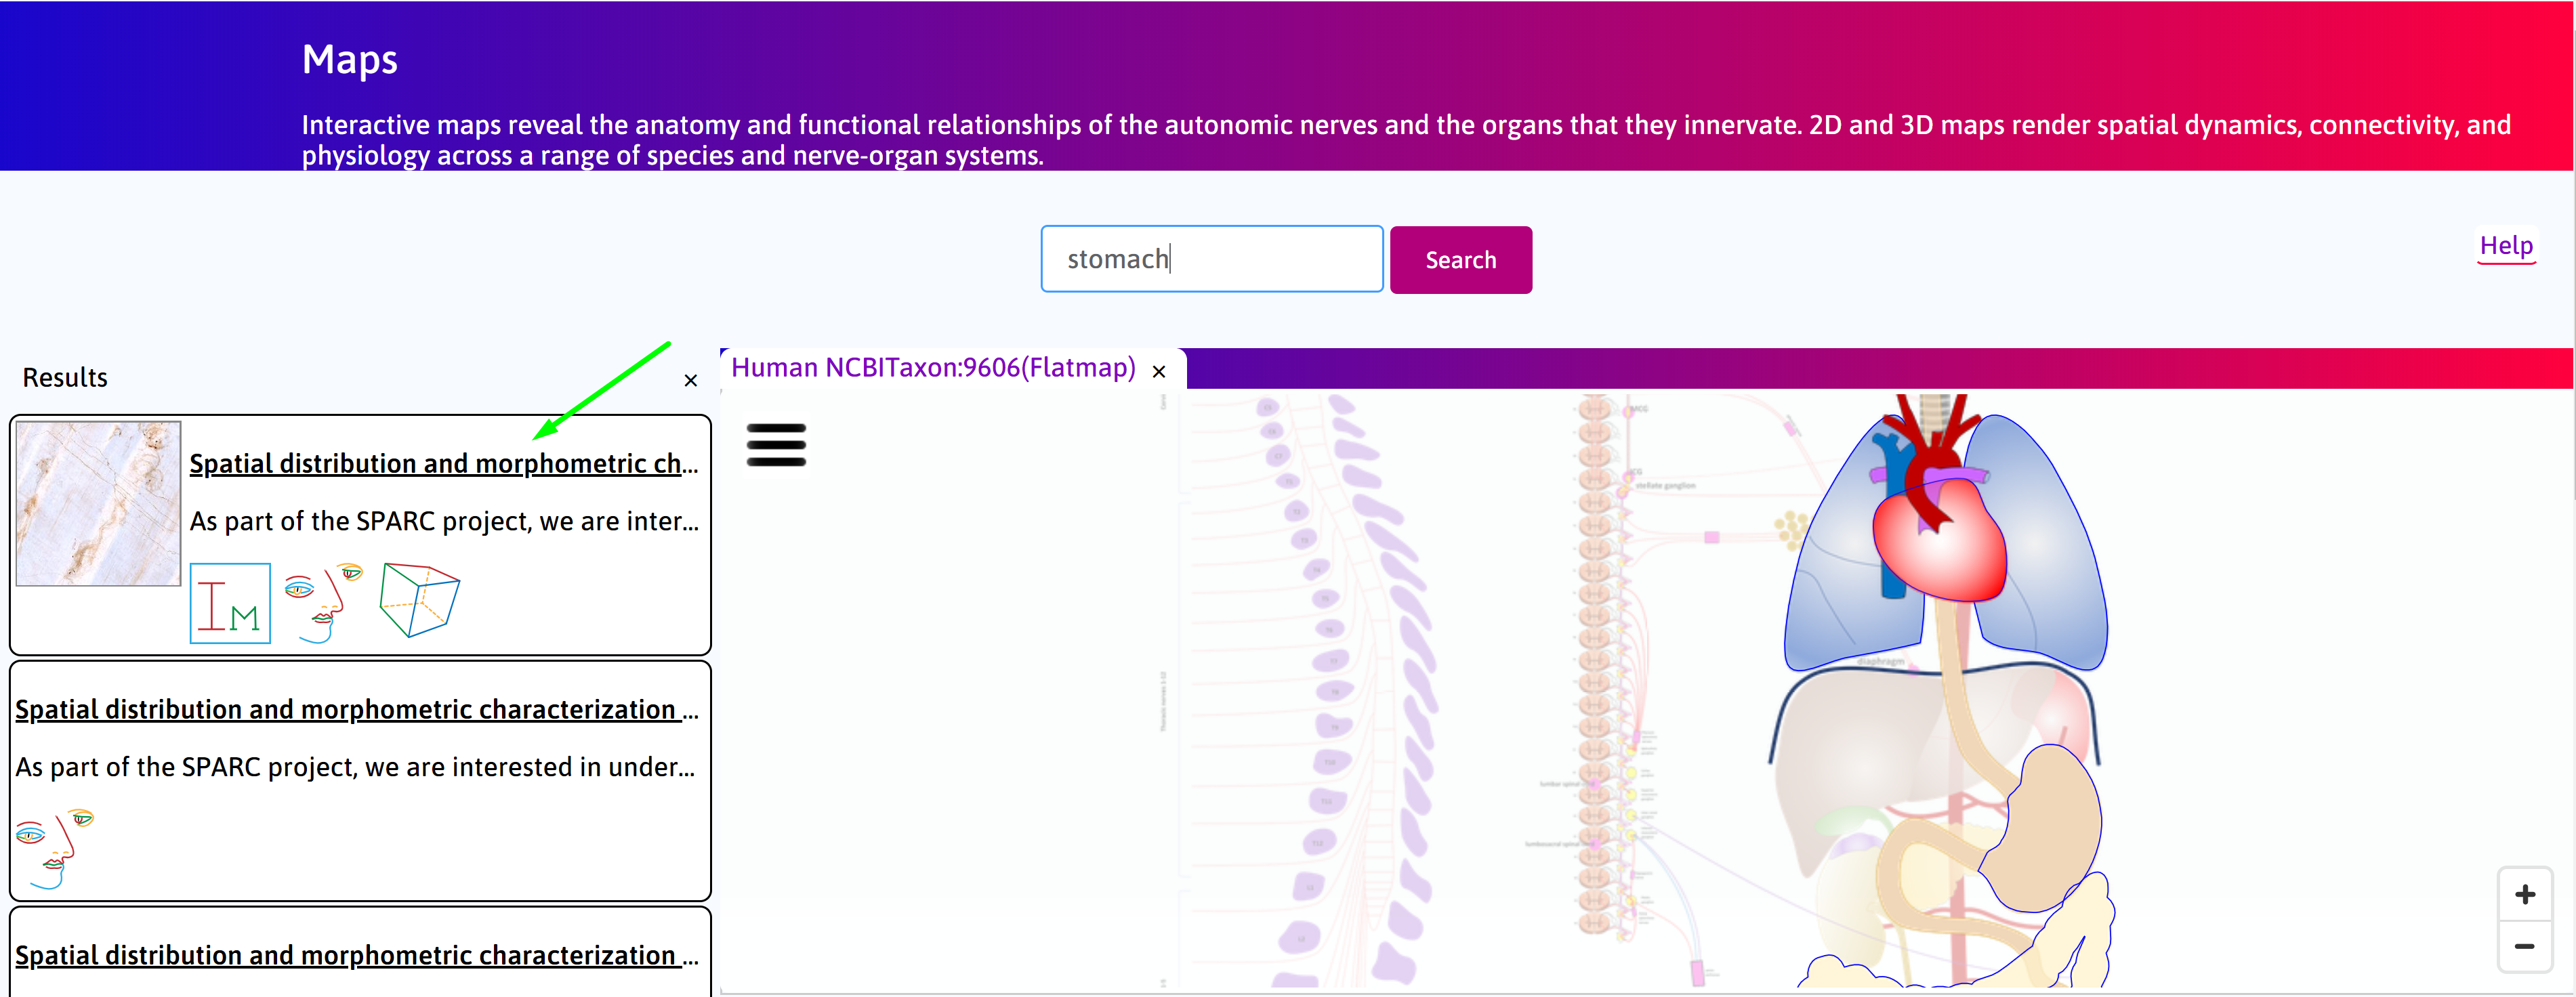 Maps
Interactive maps reveal the anatomy and functional relationships of the autonomic nerves and the organs that they innervate. 2D and 3D maps render spatial dynamics, connectivity, and
physiology across a range of species and nerve-organ systems.
stomach
Search
Help
Results
×
Spatial distribution and morphometric ch...
As part of the SPARC project, we are inter...
IM
Spatial distribution and morphometric characterization ...
As part of the SPARC project, we are interested in under...
Spatial distribution and morphometric characterization ...
Human NCBITaxon:9606(Flatmap) ×
stellate ganglion
diaphragm
+
−